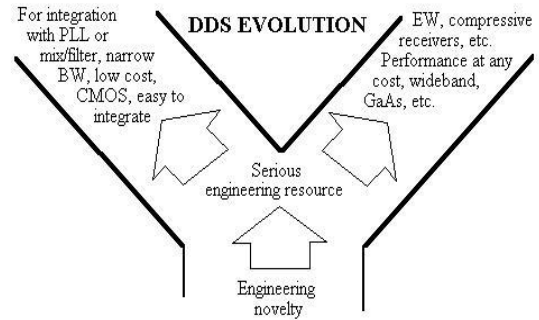 DDS EVOLUTION
For integration
with PLL or
mix/filter, narrow
BW, low cost,
CMOS, easy to
integrate
EW, compressive
receivers, etc.
Performance at any
cost, wideband,
GaAs, etc.
Serious
engineering resource
Engineering
novelty